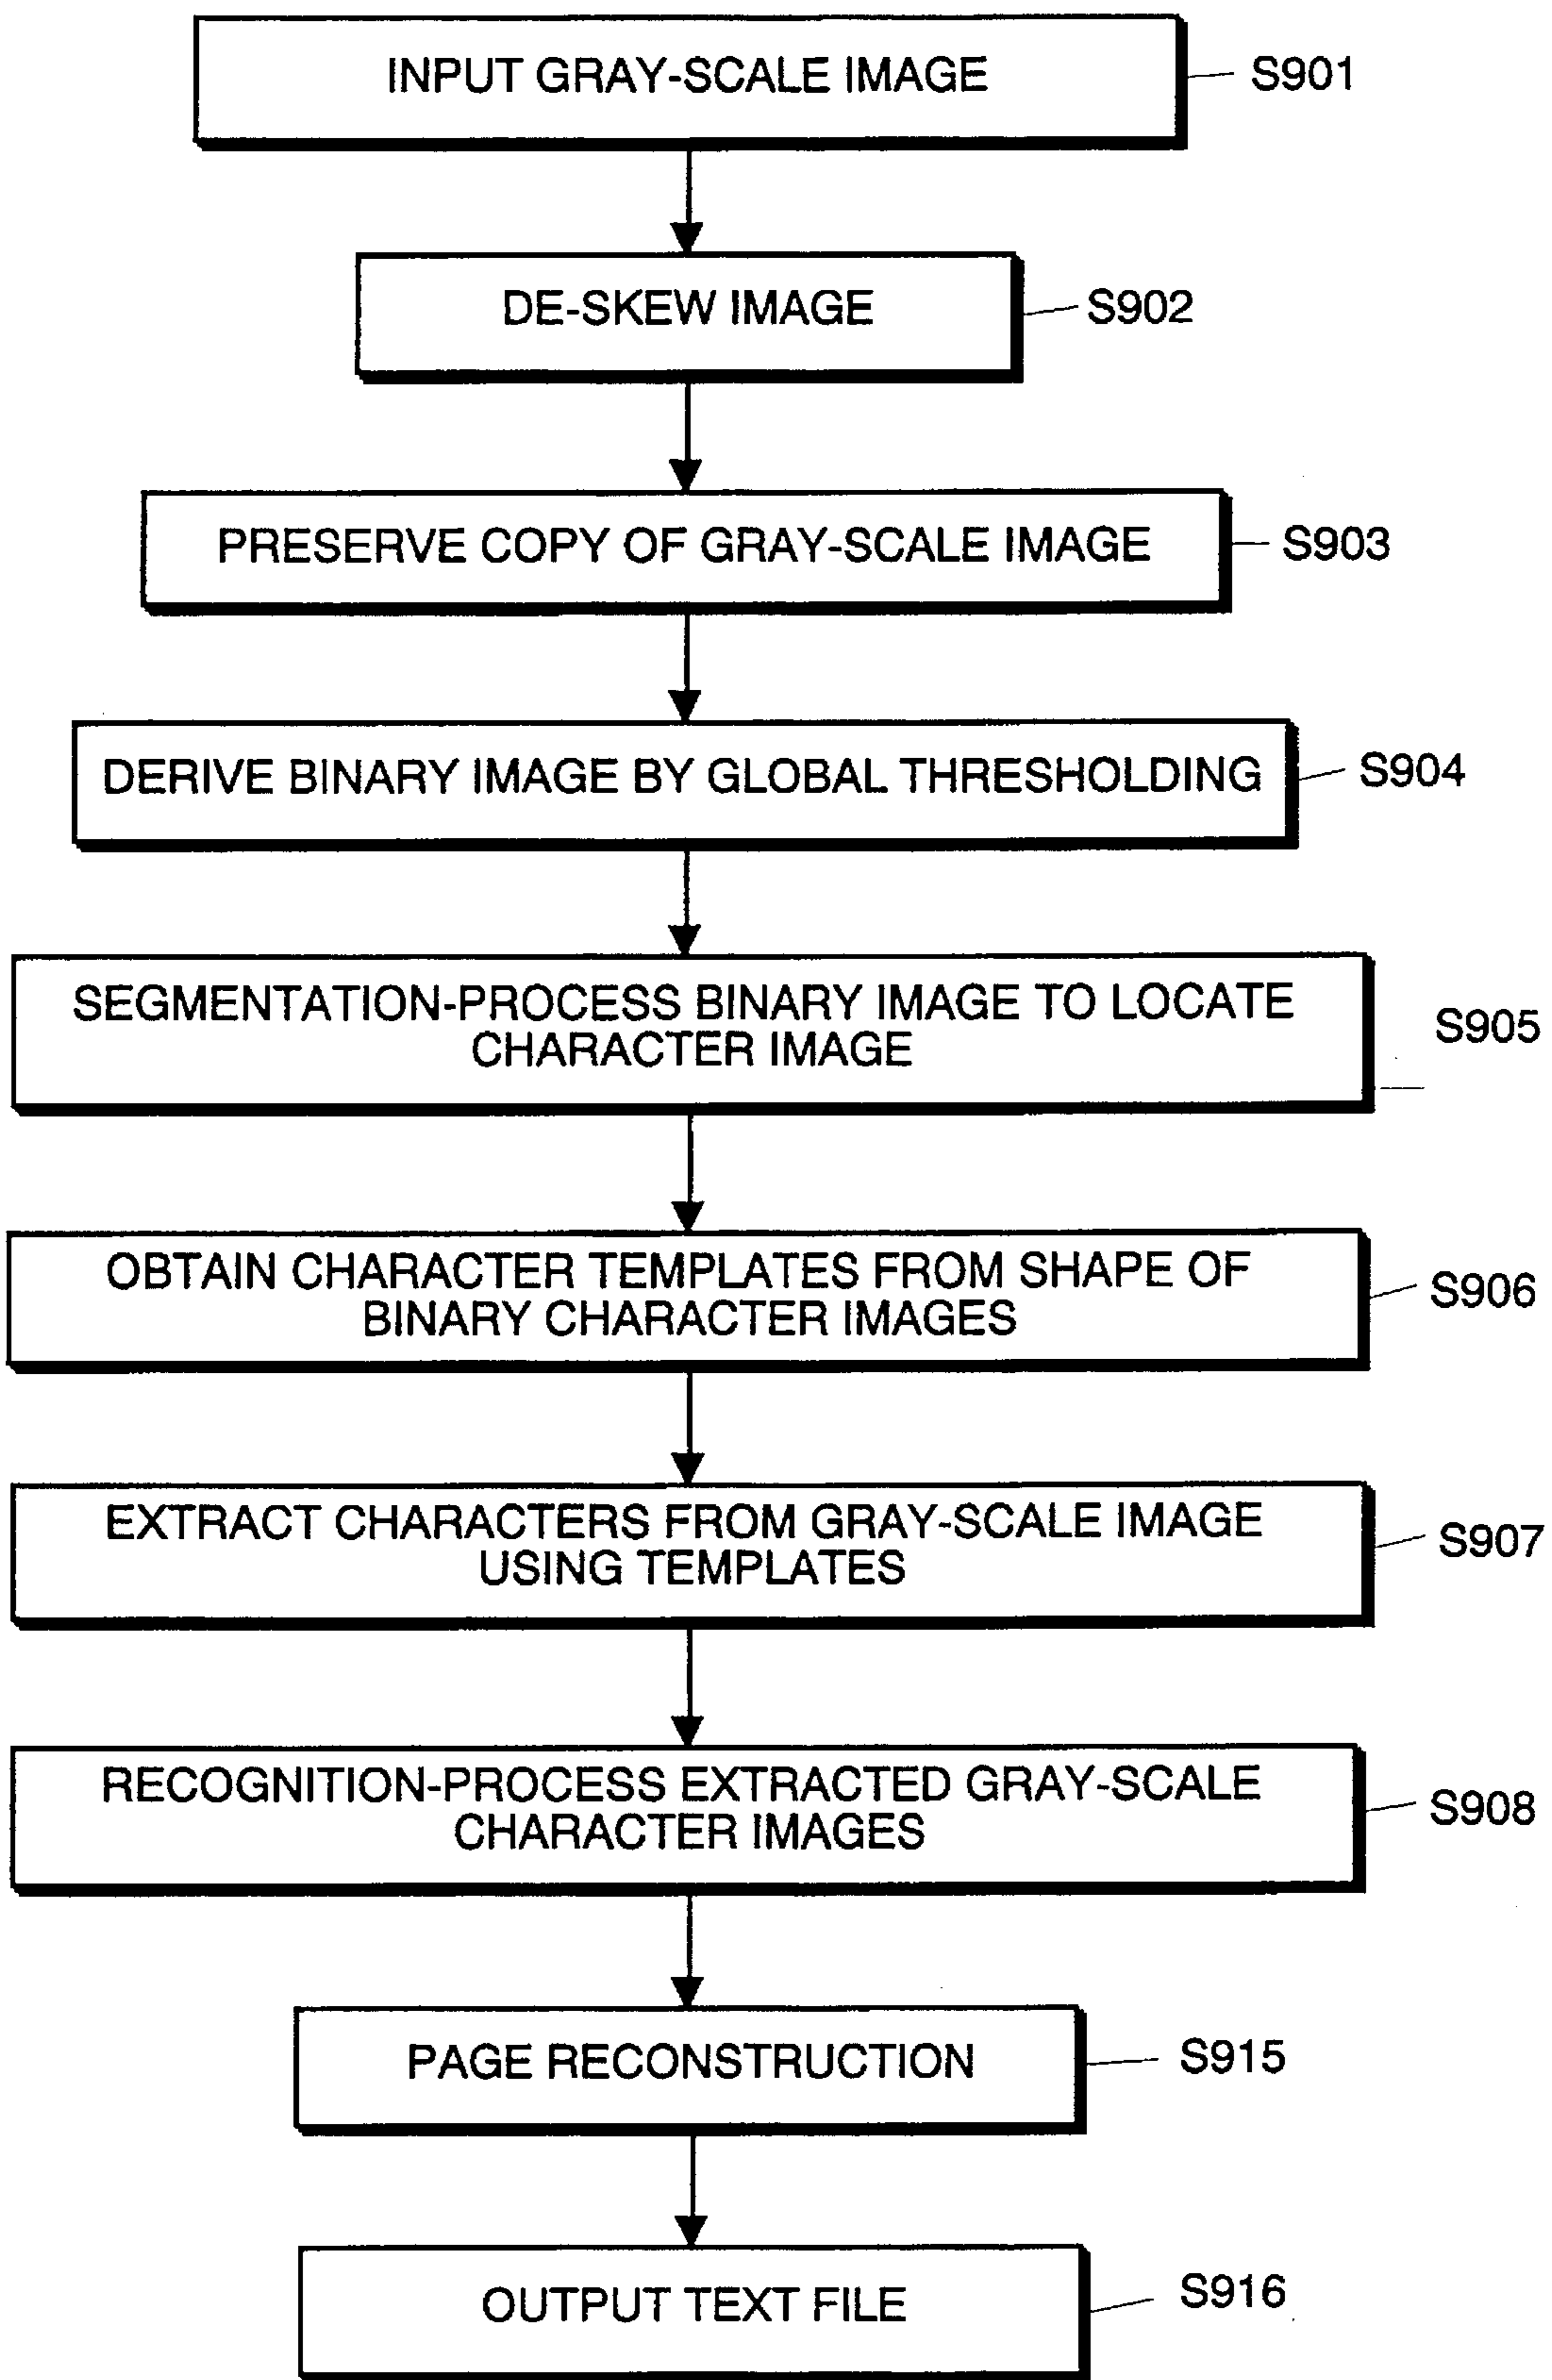 INPUT GRAY-SCALE IMAGE
S901
DE-SKEW IMAGE
S902
PRESERVE COPY OF GRAY-SCALE IMAGE
S903
DERIVE BINARY IMAGE BY GLOBAL THRESHOLDING
S904
SEGMENTATION-PROCESS BINARY IMAGE TO LOCATE
CHARACTER IMAGE
S905
OBTAIN CHARACTER TEMPLATES FROM SHAPE OF
BINARY CHARACTER IMAGES
S906
EXTRACT CHARACTERS FROM GRAY-SCALE IMAGE
USING TEMPLATES
S907
RECOGNITION-PROCESS EXTRACTED GRAY-SCALE
CHARACTER IMAGES
S908
PAGE RECONSTRUCTION
S915
OUTPUT TEXT FILE
S916